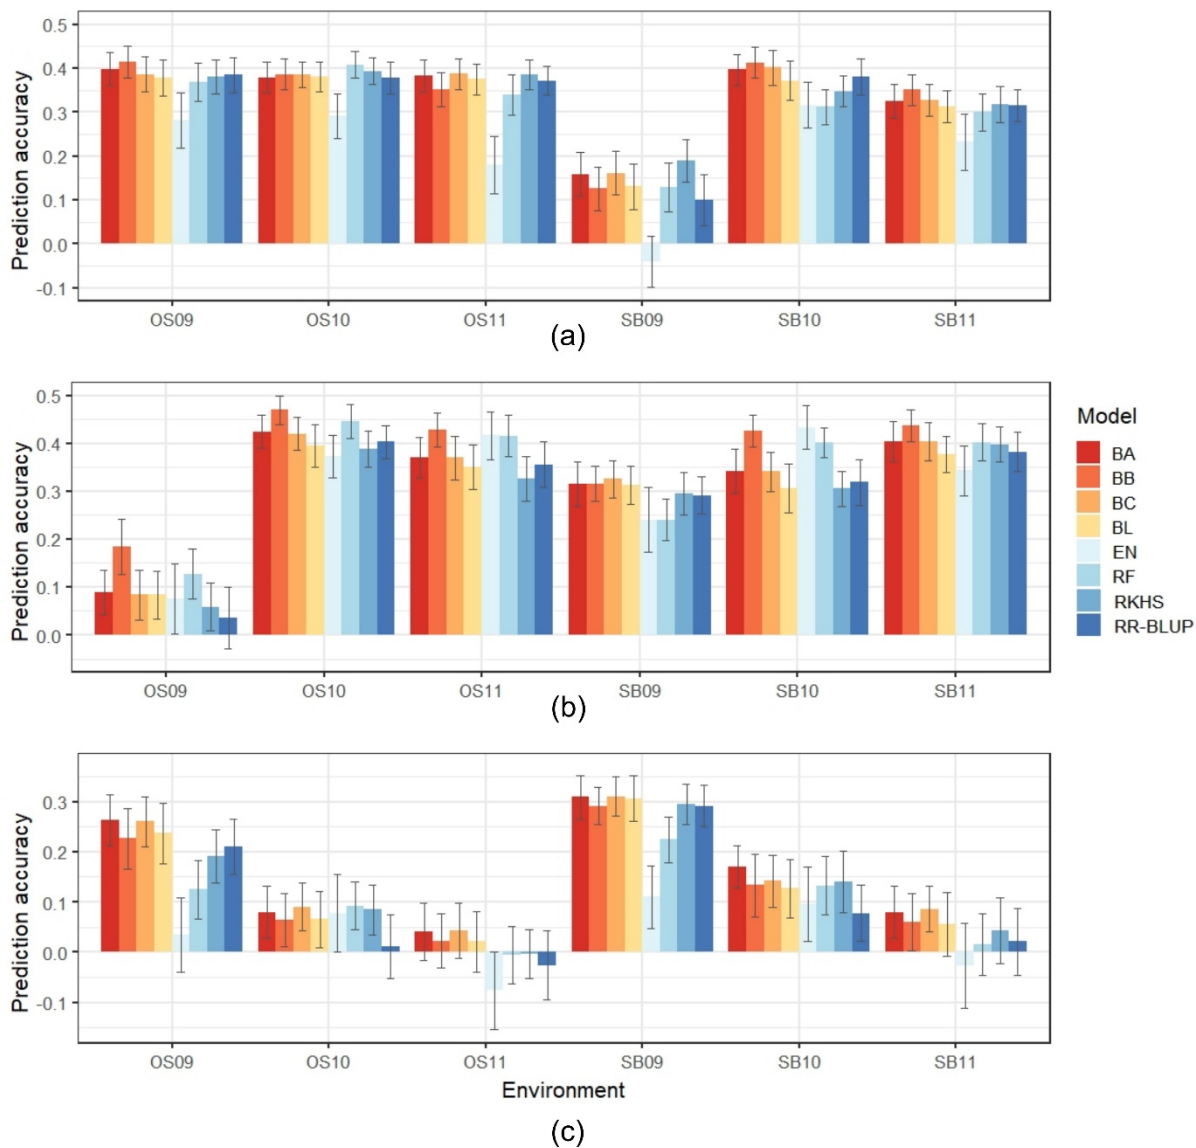 0.5
0.4
0.3
0.2
0.1
0.0
-0.1
Prediction accuracy
OS09 OS10 OS11 SB09 SB10 SB11
(a)
0.5
0.4
0.3
0.2
0.1
0.0
Prediction accuracy
OS09 OS10 OS11 SB09 SB10 SB11
(b)
Model
BA
BB
BC
BL
EN
RF
RKHS
RR-BLUP
0.3
0.2
0.1
0.0
-0.1
Prediction accuracy
OS09 OS10 OS11 SB09 SB10 SB11
Environment
(c)